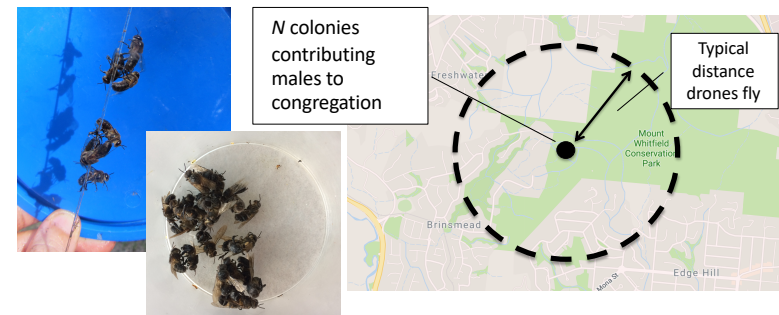 N colonies
contributing
males to
congregation
Typical
distance
drones fly
Freshwater
Mount
Whitfield
Conservation
Park
Brinsmead
Mona St
Edge Hill